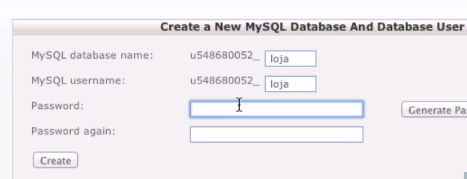 Create a New MySQL Database And Database User
MySQL database name: u548680052_ loja
MySQL username: u548680052_ loja
Password: Generate Pa
Password again:
Create